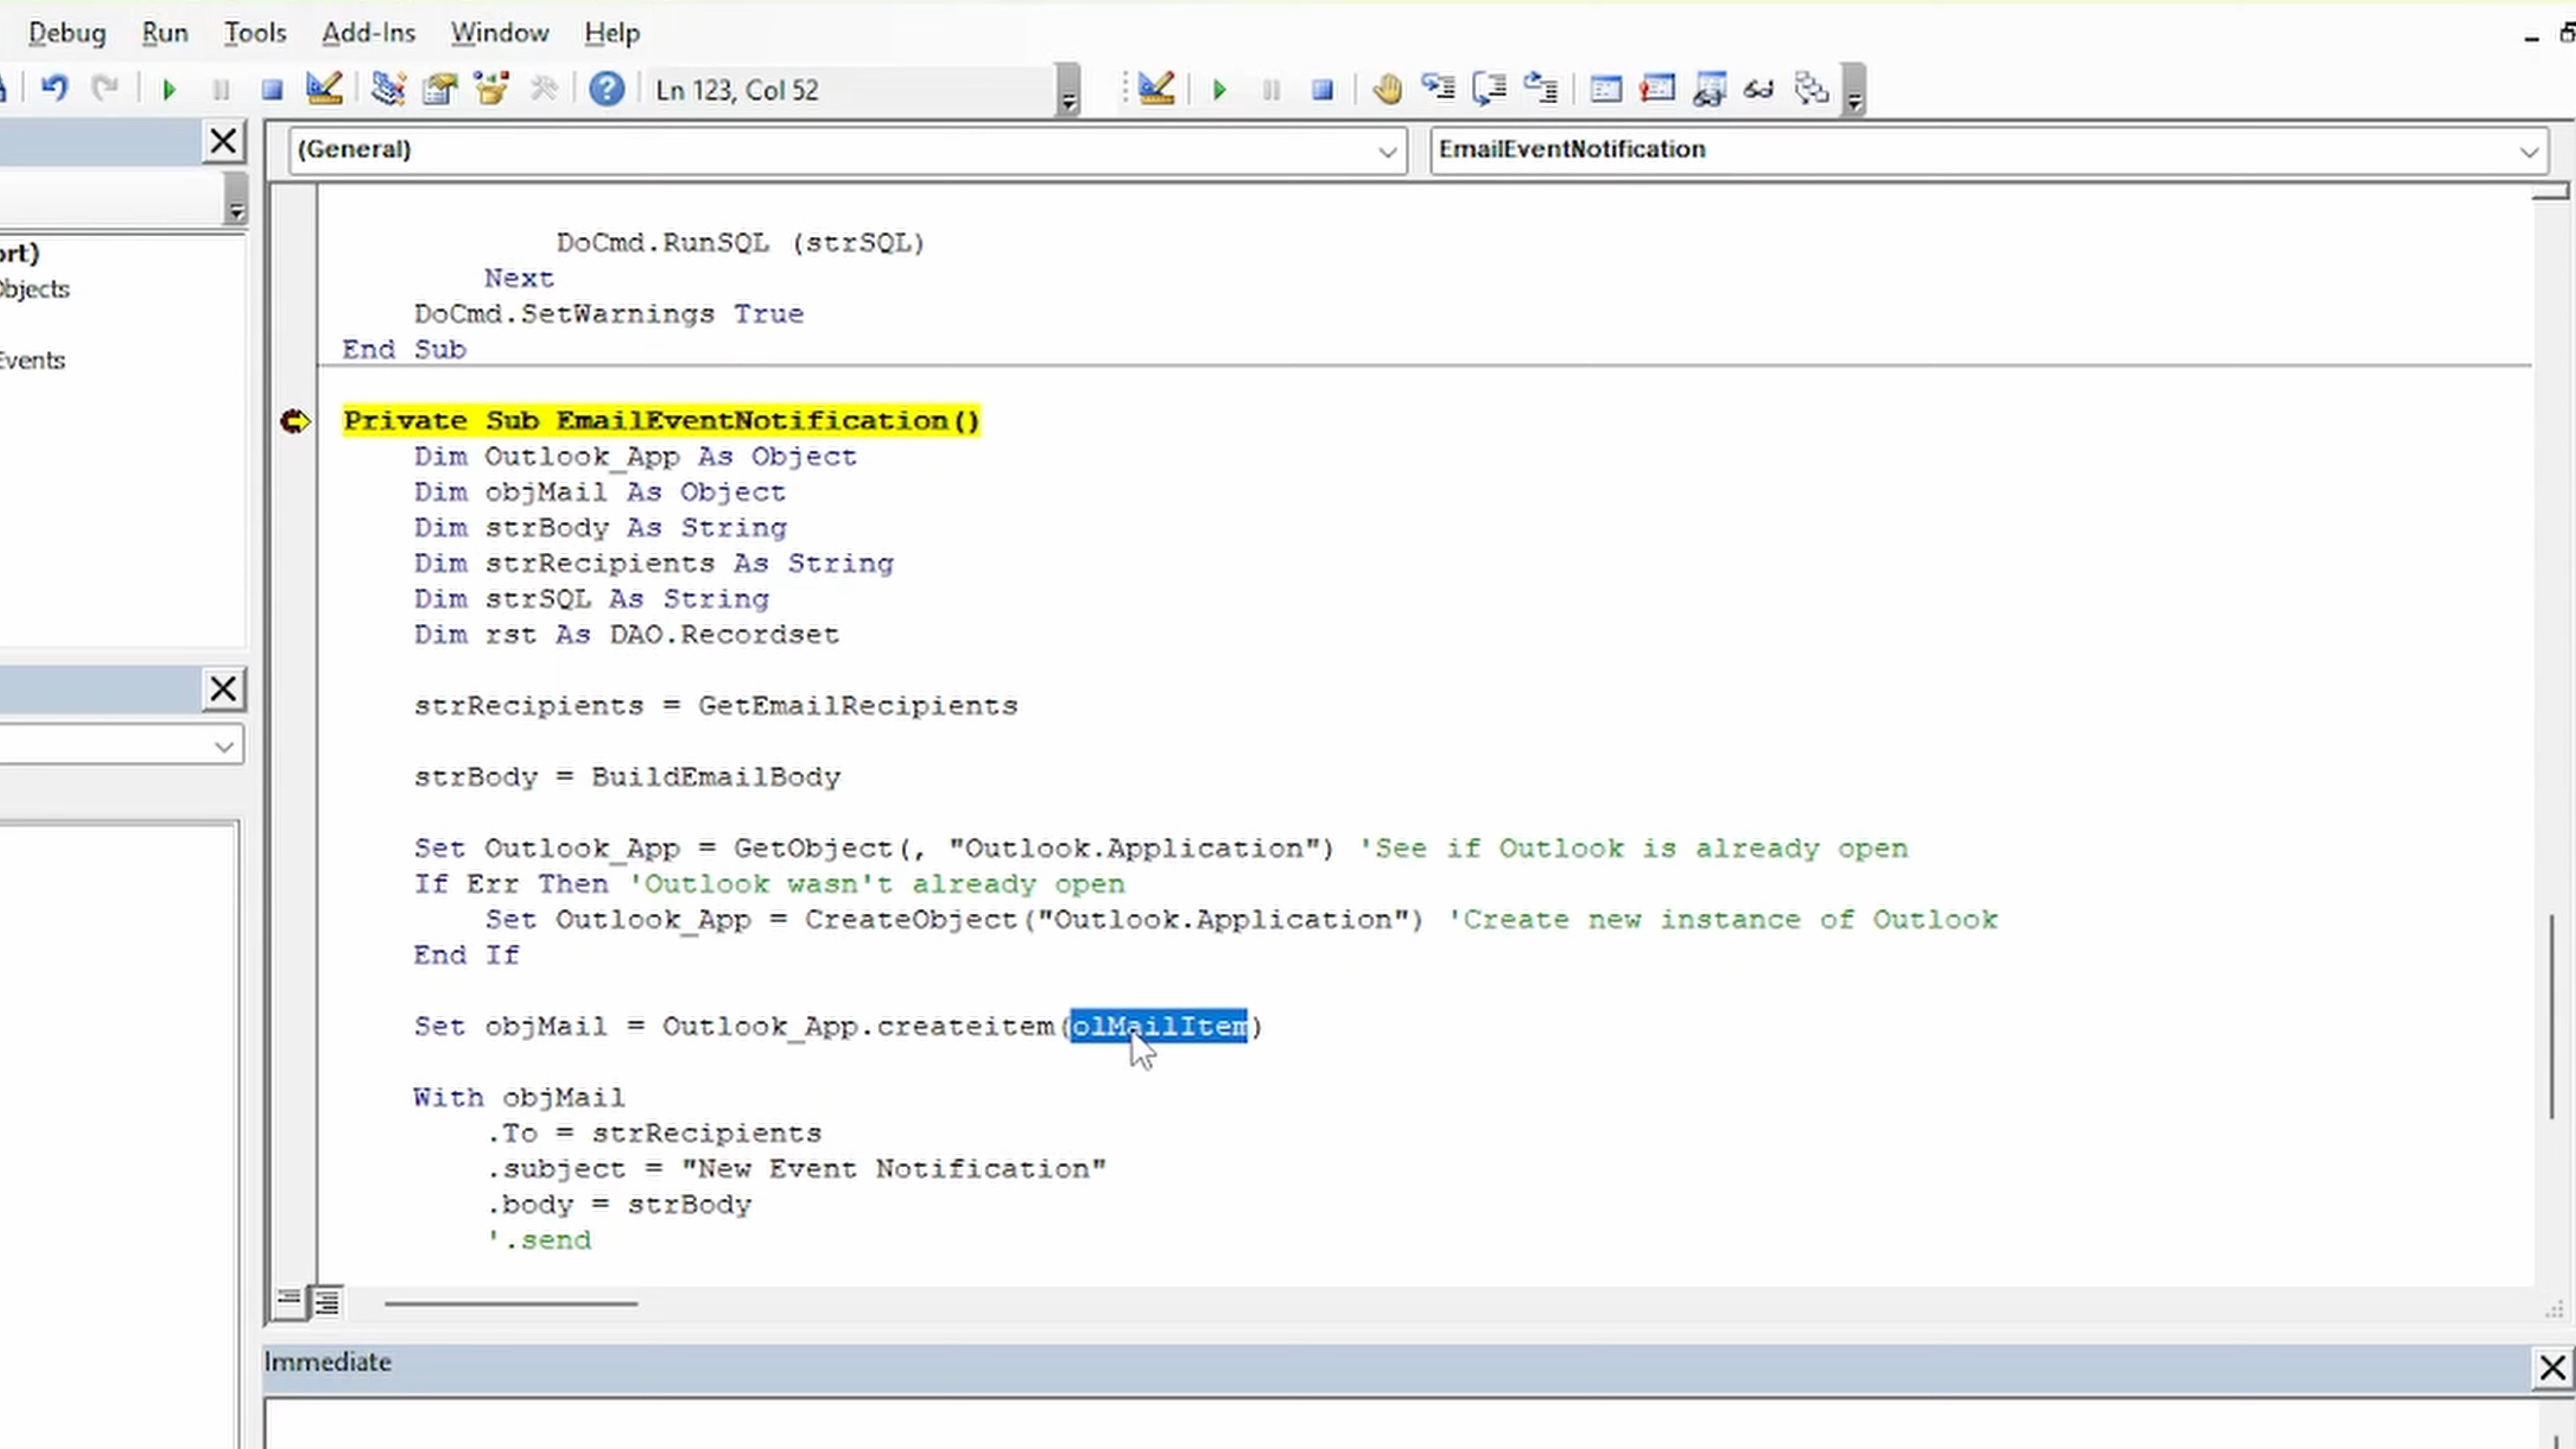 Debug Run Tools Add-Ins Window Help
Ln 123, Col 52
(General)
EmailEventNotification
ort)
Objects
Events
DoCmd.RunSQL (strSQL)
Next
DoCmd.SetWarnings True
End Sub
Private Sub EmailEventNotification()
Dim Outlook_App As Object
Dim objMail As Object
Dim strBody As String
Dim strRecipients As String
Dim strSQL As String
Dim rst As DAO.Recordset
strRecipients = GetEmailRecipients
strBody = BuildEmailBody
Set Outlook_App = GetObject(, "Outlook.Application") 'See if Outlook is already open
If Err Then 'Outlook wasn't already open
Set Outlook_App = CreateObject("Outlook.Application") 'Create new instance of Outlook
End If
Set objMail = Outlook_App.createitem(olMailItem)
With objMail
.To = strRecipients
.subject = "New Event Notification"
.body = strBody
'.send
Immediate